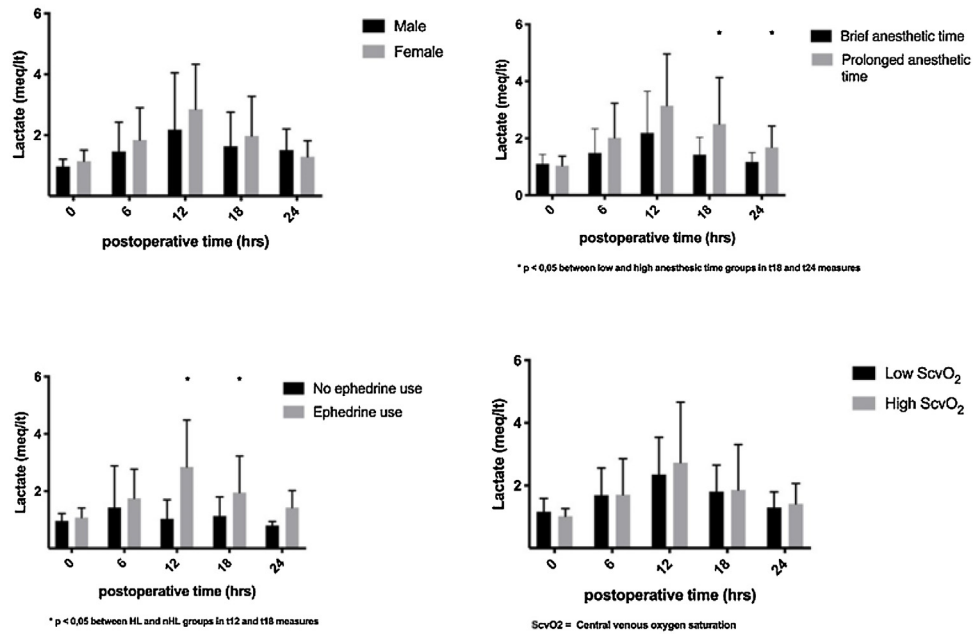 Lactate (meq/lt)
6
4
2
0
6
12
18
24
postoperative time (hrs)
Male
Female
Lactate (meq/lt)
6
4
2
0
* *
0
6
12
18
24
postoperative time (hrs)
Brief anesthetic time
Prolonged anesthetic
time
* p < 0,05 between low and high anesthesic time groups in t18 and t24 measures
Lactate (meq/lt)
6
4
2
* *
0
6
12
18
24
postoperative time (hrs)
No ephedrine use
Ephedrine use
* p < 0,05 between HL and nHL groups in t12 and t18 measures
Lactate (meq/lt)
6
4
2
0
6
12
18
24
postoperative time (hrs)
Low ScvO₂
High ScvO₂
ScvO2 = Central venous oxygen saturation